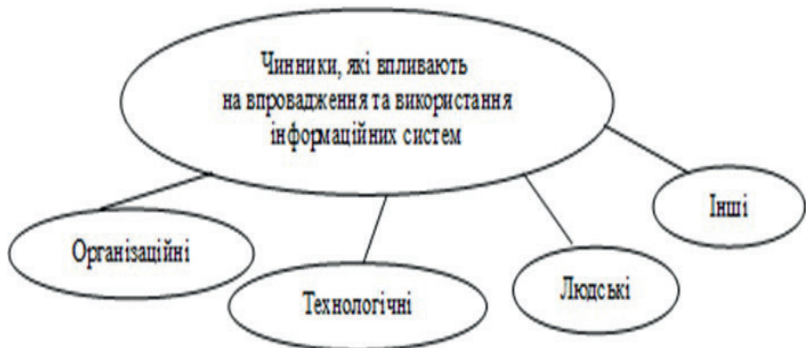 Чинники, які впливають
на впровадження та використання
інформаційних систем
Організаційні
Технологічні
Людські
Інші